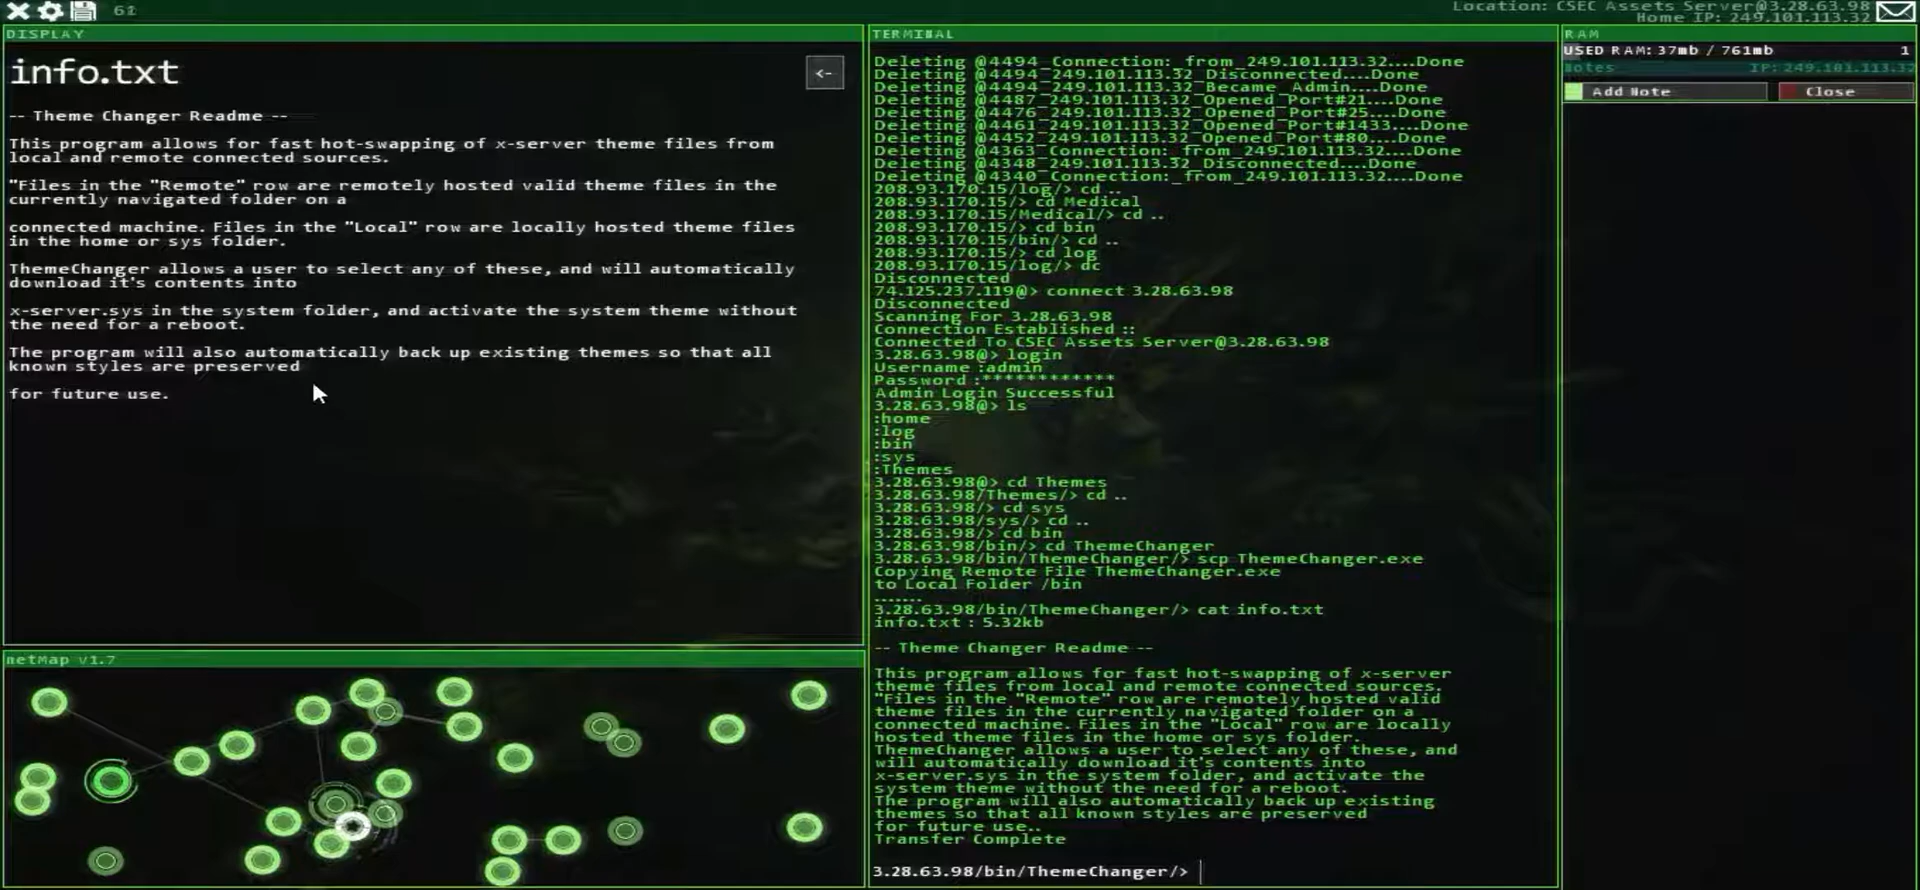 62
Location: CSEC Assets Server@3.28.63.98
Home IP: 249.101.113.32
DISPLAY
info.txt
<-
-- Theme Changer Readme --
This program allows for fast hot-swapping of x-server theme files from
local and remote connected sources.
"Files in the "Remote" row are remotely hosted valid theme files in the
currently navigated folder on a
connected machine. Files in the "Local" row are locally hosted theme files
in the home or sys folder.
ThemeChanger allows a user to select any of these, and will automatically
download it's contents into
x-server.sys in the system folder, and activate the system theme without
the need for a reboot.
The program will also automatically back up existing themes so that all
known styles are preserved
for future use.
netMap v1.7
TERMINAL
Deleting @4494_Connection:_from_249.101.113.32....Done
Deleting @4494_249.101.113.32_Disconnected....Done
Deleting @4494_249.101.113.32_Became_Admin....Done
Deleting @4487_249.101.113.32_Opened_Port#21....Done
Deleting @4476_249.101.113.32_Opened_Port#25....Done
Deleting @4461_249.101.113.32_Opened_Port#1433....Done
Deleting @4452_249.101.113.32_Opened_Port#80....Done
Deleting @4363_Connection:_from_249.101.113.32....Done
Deleting @4348_249.101.113.32_Disconnected....Done
Deleting @4340_Connection:_from_249.101.113.32....Done
208.93.170.15/log/> cd ..
208.93.170.15/> cd Medical
208.93.170.15/Medical/> cd ..
208.93.170.15/> cd bin
208.93.170.15/bin/> cd ..
208.93.170.15/> cd log
208.93.170.15/log/> dc
Disconnected
74.125.237.119@> connect 3.28.63.98
Disconnected
Scanning For 3.28.63.98
Connection Established ::
Connected To CSEC Assets Server@3.28.63.98
3.28.63.98@> login
Username :admin
Password :************
Admin Login Successful
3.28.63.98@> ls
:home
:log
:bin
:sys
:Themes
3.28.63.98@> cd Themes
3.28.63.98/Themes/> cd ..
3.28.63.98/> cd sys
3.28.63.98/sys/> cd ..
3.28.63.98/> cd bin
3.28.63.98/bin/> cd ThemeChanger
3.28.63.98/bin/ThemeChanger/> scp ThemeChanger.exe
Copying Remote File ThemeChanger.exe
to Local Folder /bin
.......
3.28.63.98/bin/ThemeChanger/> cat info.txt
info.txt : 5.32kb
-- Theme Changer Readme --
This program allows for fast hot-swapping of x-server
theme files from local and remote connected sources.
"Files in the "Remote" row are remotely hosted valid
theme files in the currently navigated folder on a
connected machine. Files in the "Local" row are locally
hosted theme files in the home or sys folder.
ThemeChanger allows a user to select any of these, and
will automatically download it's contents into
x-server.sys in the system folder, and activate the
system theme without the need for a reboot.
The program will also automatically back up existing
themes so that all known styles are preserved
for future use..
Transfer Complete
3.28.63.98/bin/ThemeChanger/>
RAM
USED RAM: 37mb / 761mb
1
Notes
IP: 249.101.113.32
Add Note
Close